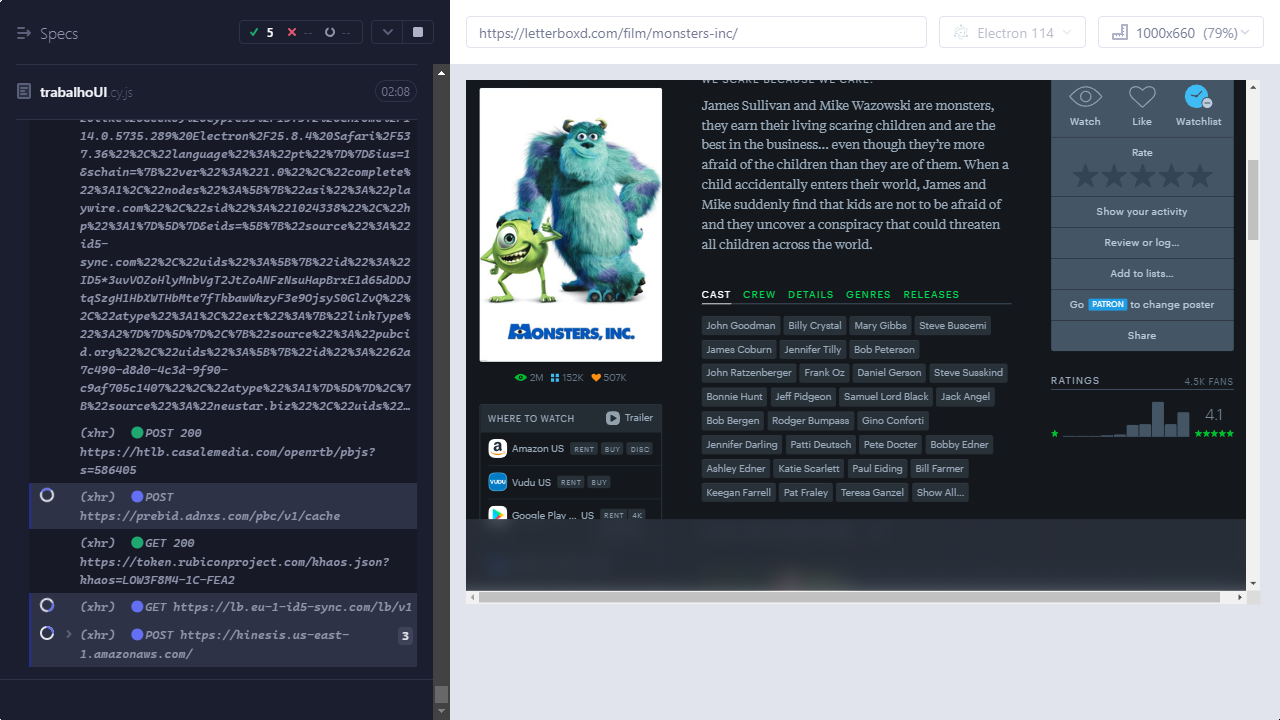 Specs
5
--
--
https://letterboxd.com/film/monsters-inc/
Electron 114
1000x660 (79%)
trabalhoUI.cy.js
02:08
14.0.5735.289%20Electron%2F25.8.4%20Safari%2F53
7.36%22%2C%22language%22%3A%22pt%22%7D%7D&ius=1
&schain=%7B%22ver%22%3A%221.0%22%2C%22complete%
22%3A1%2C%22nodes%22%3A%5B%7B%22asi%22%3A%22pla
ywire.com%22%2C%22sid%22%3A%221024338%22%2C%22h
p%22%3A1%7D%5D%7D&eids=%5B%7B%22source%22%3A%22
id5-
sync.com%22%2C%22uids%22%3A%5B%7B%22id%22%3A%22
ID5*3uvVOZoHlyMnbVgT2JtZoANFzNsuHapBrxE1d65dDDJ
tqSzgH1HbXWTHbMte7fTkbawWkzyF3e9OjsyS0GlZvQ%22%
2C%22atype%22%3A1%2C%22ext%22%3A%7B%22linkType%
22%3A2%7D%7D%5D%7D%2C%7B%22source%22%3A%22pubci
d.org%22%2C%22uids%22%3A%5B%7B%22id%22%3A%2262a
7c490-d8d0-4c3d-9f90-
c9af705c1407%22%2C%22atype%22%3A1%7D%5D%7D%2C%7
B%22source%22%3A%22neustar.biz%22%2C%22uids%22…
(xhr) POST 200
https://htlb.casalemedia.com/openrtb/pbjs?
s=586405
(xhr) POST
https://prebid.adnxs.com/pbc/v1/cache
(xhr) GET 200
https://token.rubiconproject.com/khaos.json?
khaos=LOW3F8M4-1C-FEA2
(xhr) GET https://lb.eu-1-id5-sync.com/lb/v1
(xhr) POST https://kinesis.us-east-
1.amazonaws.com/
3
WE SCARE BECAUSE WE CARE.
James Sullivan and Mike Wazowski are monsters,
they earn their living scaring children and are the
best in the business… even though they're more
afraid of the children than they are of them. When a
child accidentally enters their world, James and
Mike suddenly find that kids are not to be afraid of
and they uncover a conspiracy that could threaten
all children across the world.
MONSTERS, INC.
2M 152K 507K
WHERE TO WATCH Trailer
Amazon US RENT BUY DISC
Vudu US RENT BUY
Google Play ... US RENT 4K
CAST CREW DETAILS GENRES RELEASES
John Goodman Billy Crystal Mary Gibbs Steve Buscemi
James Coburn Jennifer Tilly Bob Peterson
John Ratzenberger Frank Oz Daniel Gerson Steve Susskind
Bonnie Hunt Jeff Pidgeon Samuel Lord Black Jack Angel
Bob Bergen Rodger Bumpass Gino Conforti
Jennifer Darling Patti Deutsch Pete Docter Bobby Edner
Ashley Edner Katie Scarlett Paul Eiding Bill Farmer
Keegan Farrell Pat Fraley Teresa Ganzel Show All...
Watch Like Watchlist
Rate
Show your activity
Review or log...
Add to lists...
Go PATRON to change poster
Share
RATINGS 4.5K FANS
4.1